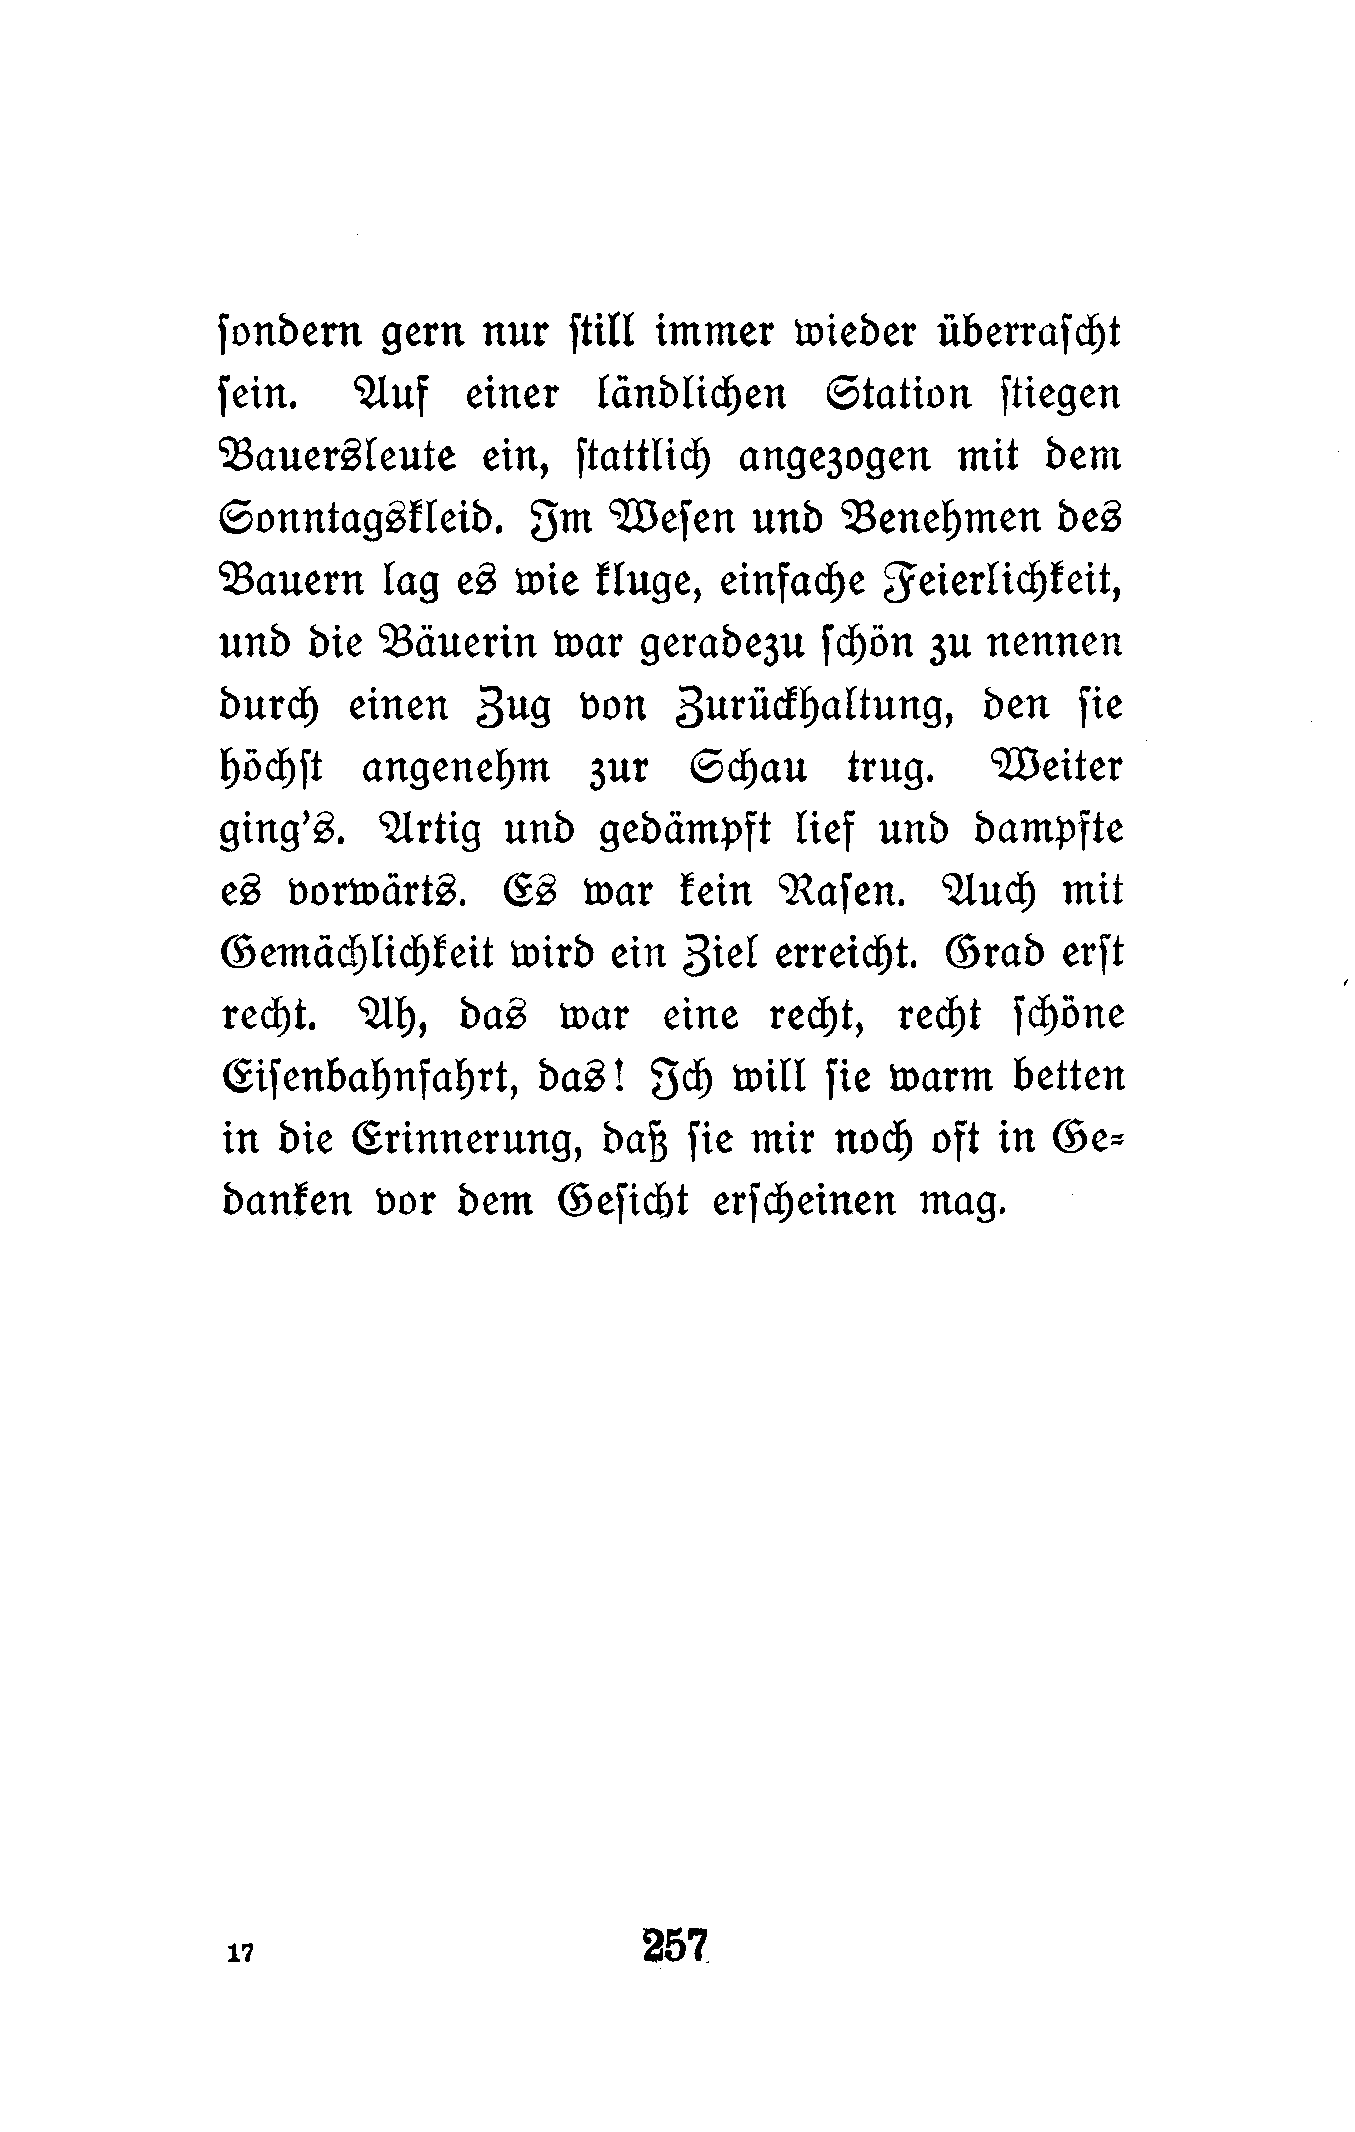 sondern gern nur still immer wieder überrascht
sein. Auf einer ländlichen Station stiegen
Bauersleute ein, stattlich angezogen mit dem
Sonntagskleid. Im Wesen und Benehmen des
Bauern lag es wie kluge, einfache Feierlichkeit,
und die Bäuerin war geradezu schön zu nennen
durch einen Zug von Zurückhaltung, den sie
höchst angenehm zur Schau trug. Weiter
ging's. Artig und gedämpft lief und dampfte
es vorwärts. Es war kein Rasen. Auch mit
Gemächlichkeit wird ein Ziel erreicht. Grad erst
recht. Ah, das war eine recht, recht schöne
Eisenbahnfahrt, das! Ich will sie warm betten
in die Erinnerung, daß sie mir noch oft in Ge-
danken vor dem Gesicht erscheinen mag.
17 257